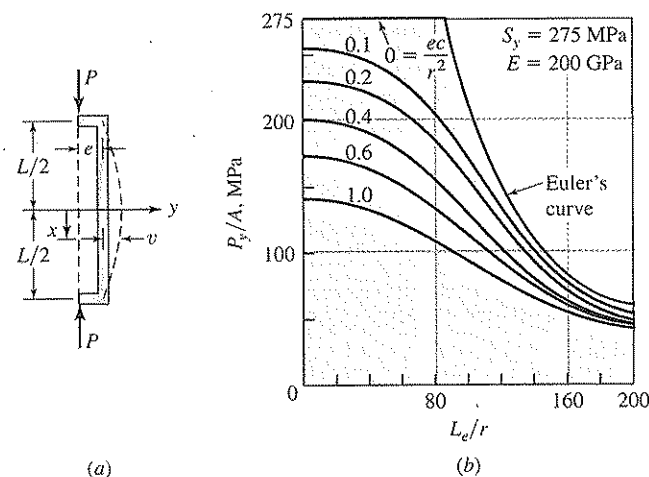 P
e
L/2
y
x
v
L/2
P
(a)
275
200
100
0
P_y/A, MPa
0.1
0.2
0.4
0.6
1.0
0 = ec/r²
S_y = 275 MPa
E = 200 GPa
Euler's
curve
80
160
200
L_e/r
(b)